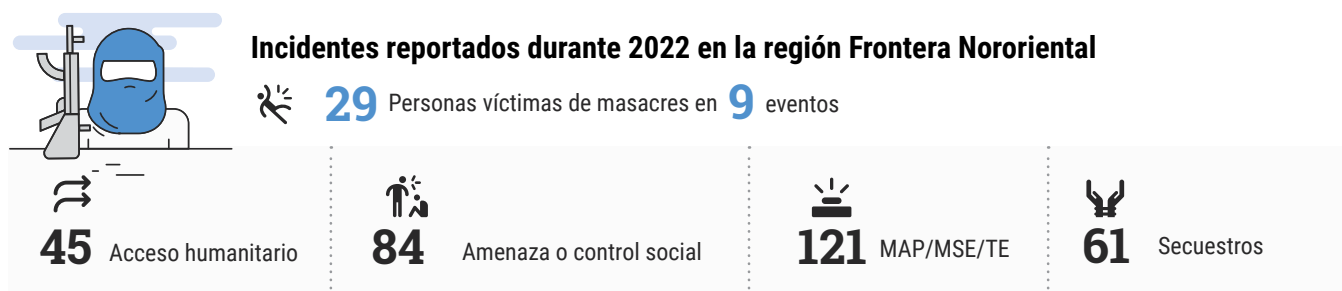 Incidentes reportados durante 2022 en la región Frontera Nororiental
29 Personas víctimas de masacres en 9 eventos
45 Acceso humanitario
84 Amenaza o control social
121 MAP/MSE/TE
61 Secuestros